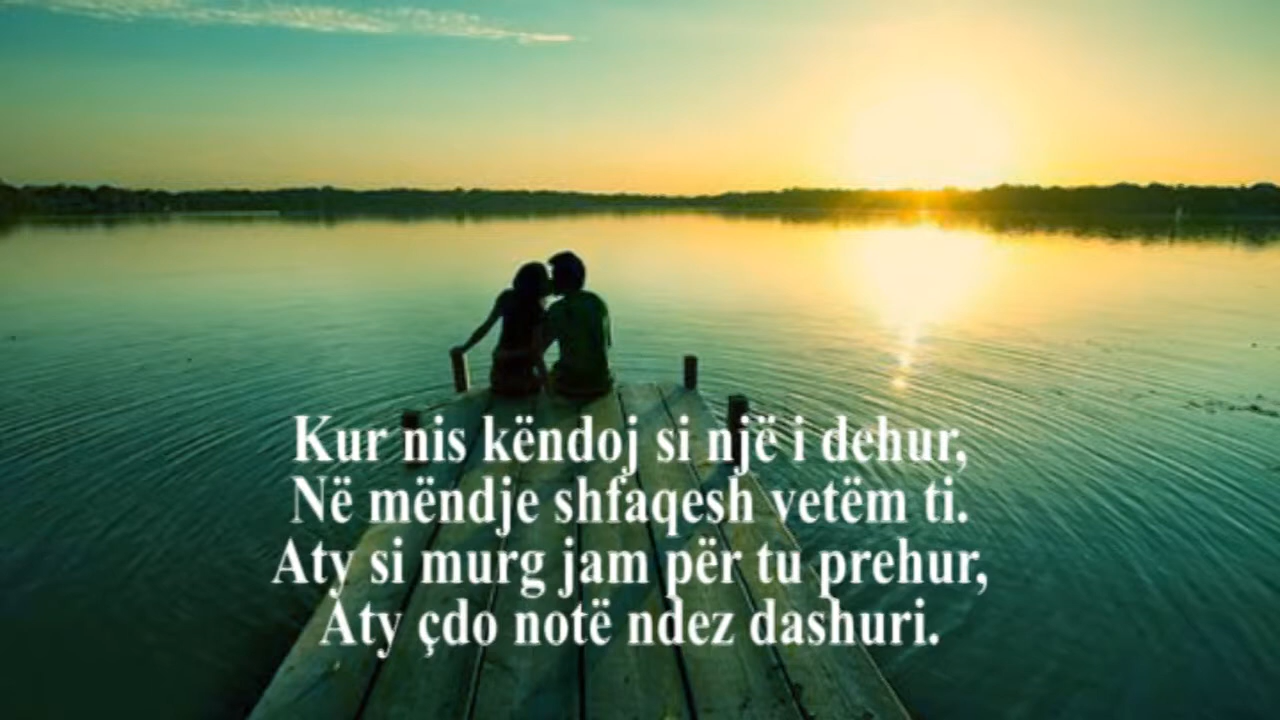 Kur nis këndoj si një i dehur,
Në mëndje shfaqesh vetëm ti.
Aty si murg jam për tu prehur,
Aty çdo notë ndez dashuri.